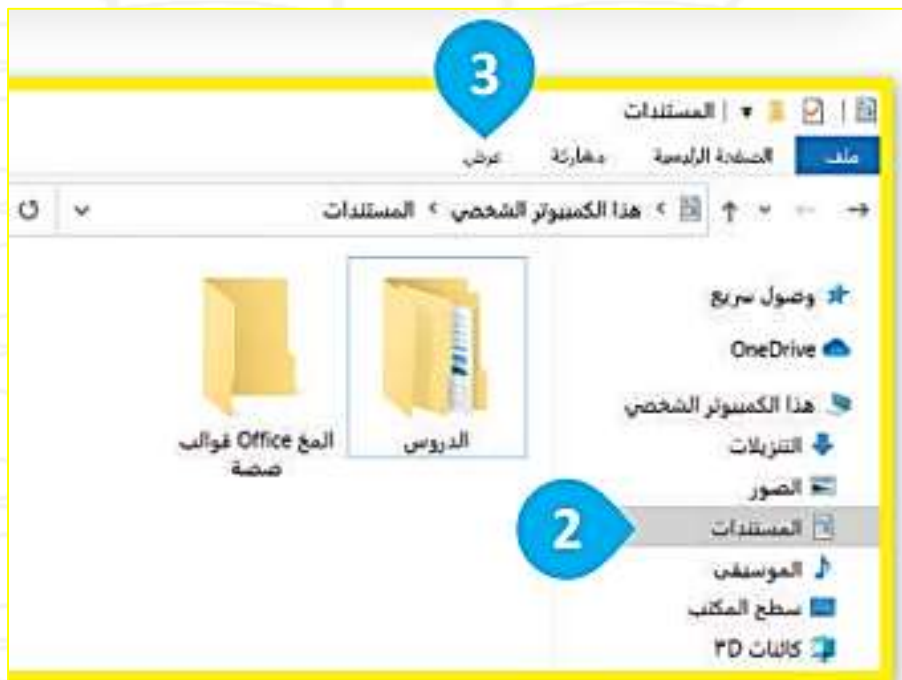 3
المستندات
ملف الصفحة الرئيسية مشاركة عرض
هذا الكمبيوتر الشخصي > المستندات
وصول سريع
OneDrive
هذا الكمبيوتر الشخصي
التنزيلات
الصور
المستندات
2
الموسيقى
سطح المكتب
كائنات ٣D
الدروس
المخ Office قوالب
صصة